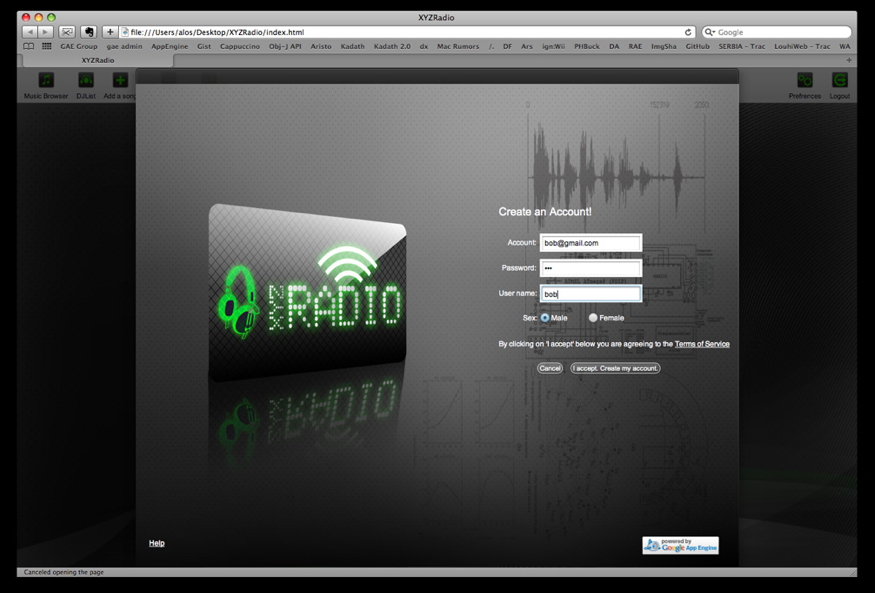 XYZRadio
file:///Users/alos/Desktop/XYZRadio/index.html
Google
GAE Group gae admin AppEngine Gist Cappuccino Obj-J API Aristo Kadath Kadath 2.0 dx Mac Rumors /. DF Ars ign:Wii PHBuck DA RAE ImgSha GitHub SERBIA - Trac LouhiWeb - Trac WA
XYZRadio
Music Browser DJList Add a song Prefrences Logout
XYZ RADIO
Create an Account!
Account: bob@gmail.com
Password: •••
User name: bob
Sex: Male Female
By clicking on 'I accept' below you are agreeing to the Terms of Service
Cancel I accept. Create my account.
Help
powered by
Google App Engine
Canceled opening the page